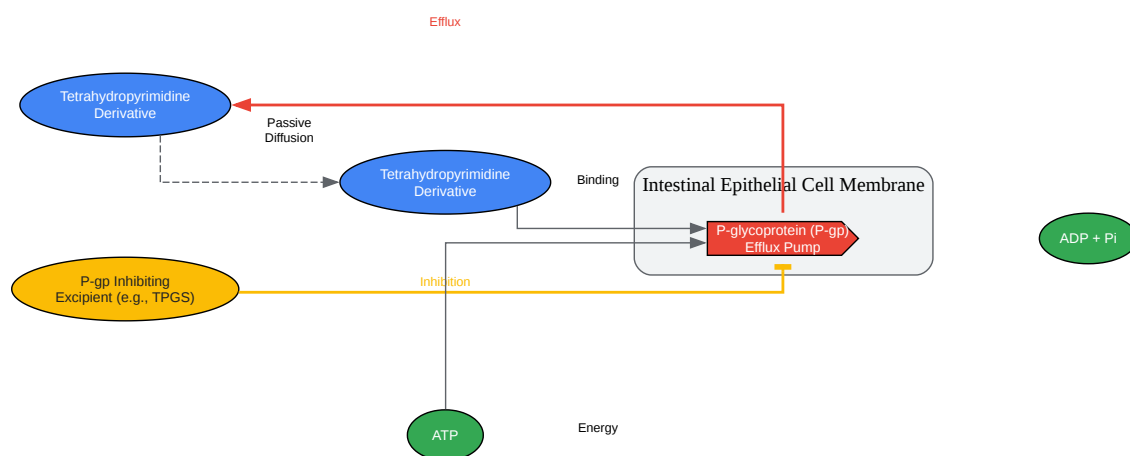 Efflux
Tetrahydropyrimidine
Derivative
Passive
Diffusion
Tetrahydropyrimidine
Derivative
Binding
Intestinal Epithelial Cell Membrane
P-glycoprotein (P-gp)
Efflux Pump
ADP + Pi
P-gp Inhibiting
Excipient (e.g., TPGS)
Inhibition
ATP
Energy